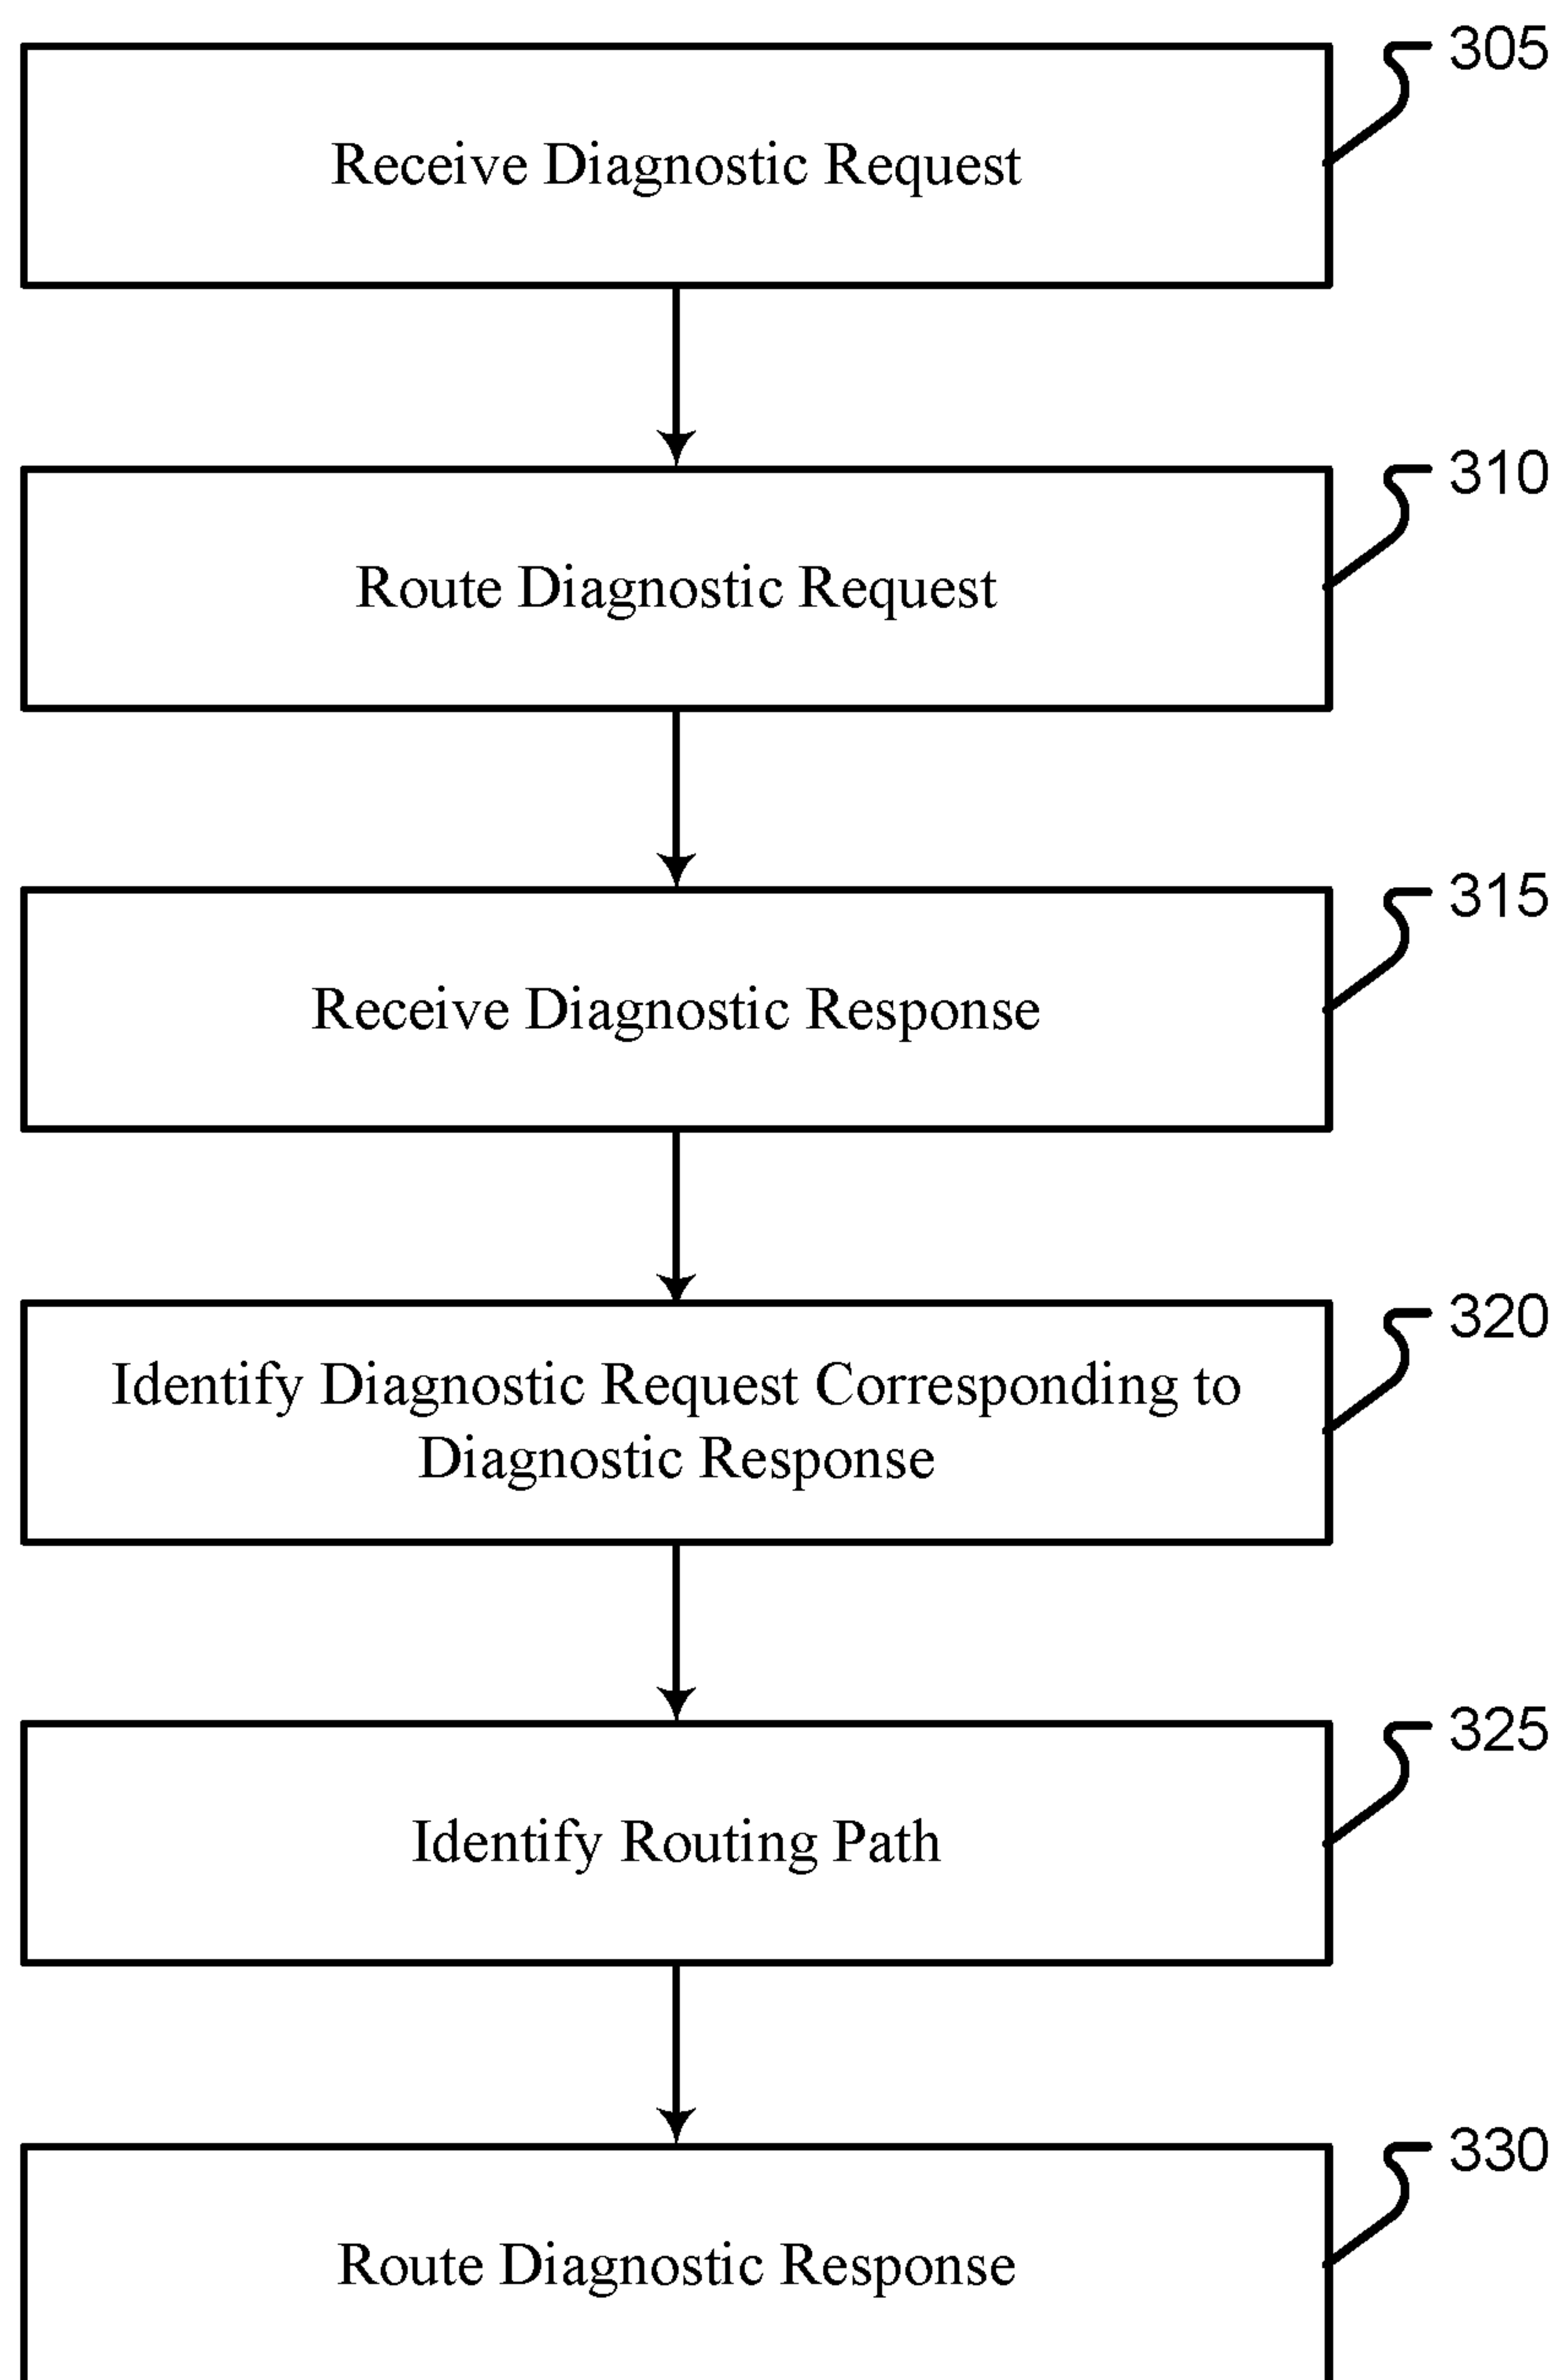 305
Receive Diagnostic Request
310
Route Diagnostic Request
315
Receive Diagnostic Response
320
Identify Diagnostic Request Corresponding to
Diagnostic Response
325
Identify Routing Path
330
Route Diagnostic Response